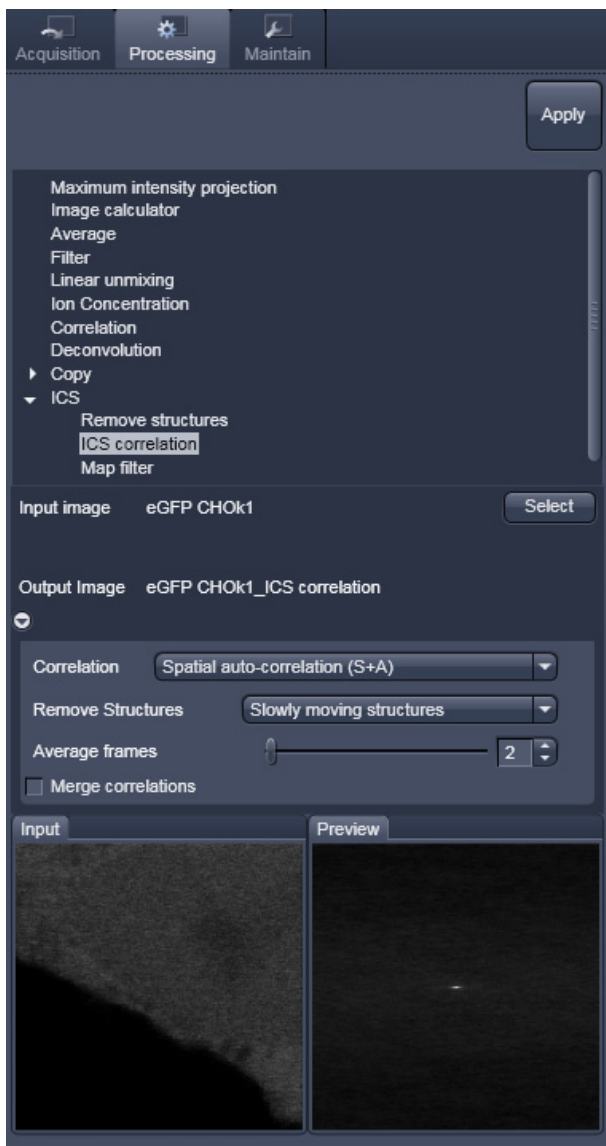 Acquisition Processing Maintain
Apply
Maximum intensity projection
Image calculator
Average
Filter
Linear unmixing
Ion Concentration
Correlation
Deconvolution
Copy
ICS
Remove structures
ICS correlation
Map filter
Input image eGFP CHOk1 Select
Output Image eGFP CHOk1_ICS correlation
Correlation Spatial auto-correlation (S+A)
Remove Structures Slowly moving structures
Average frames 2
Merge correlations
Input Preview